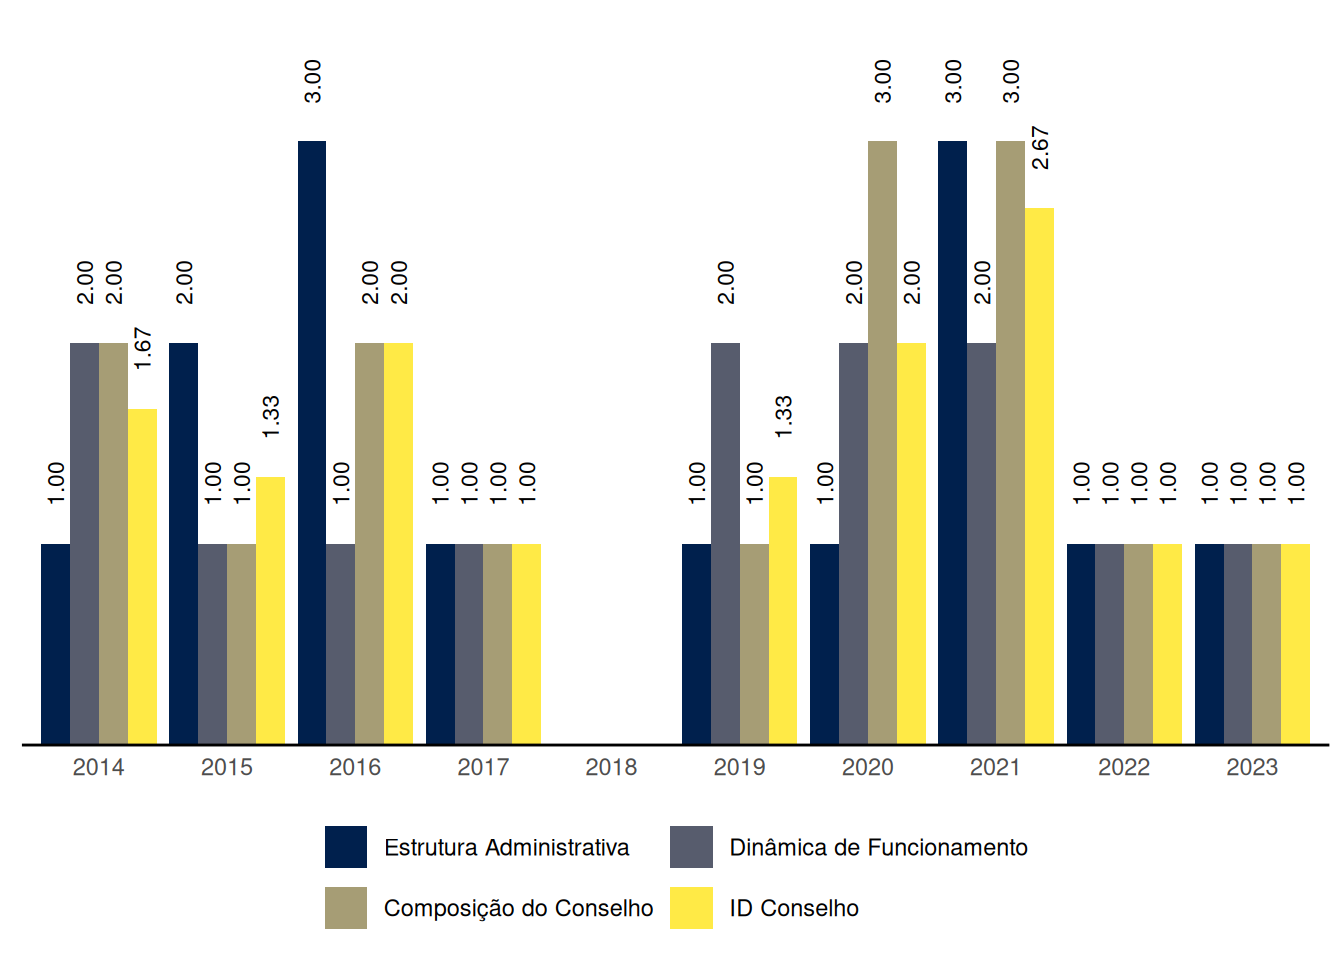 1.00 2.00 2.00 1.67 2.00 1.00 1.00 1.33 3.00 1.00 2.00 2.00 1.00 1.00 1.00 1.00 1.00 2.00 1.00 1.33 1.00 2.00 3.00 2.00 3.00 2.00 3.00 2.67 1.00 1.00 1.00 1.00 1.00 1.00 1.00 1.00
2014 2015 2016 2017 2018 2019 2020 2021 2022 2023
Estrutura Administrativa Dinâmica de Funcionamento
Composição do Conselho ID Conselho